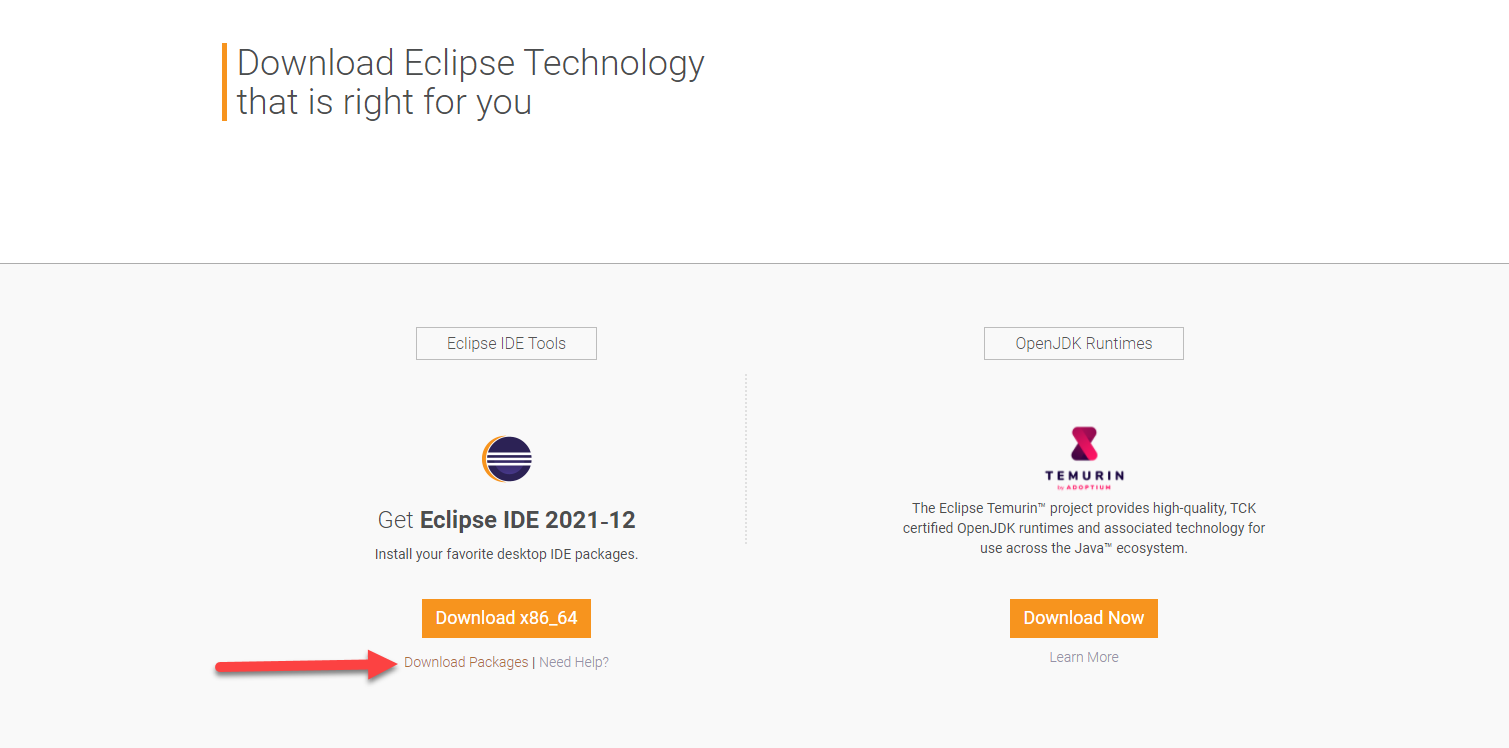 Download Eclipse Technology
that is right for you
Eclipse IDE Tools
Get Eclipse IDE 2021-12
Install your favorite desktop IDE packages.
Download x86_64
Download Packages | Need Help?
OpenJDK Runtimes
TEMURIN
by ADOPTIUM
The Eclipse Temurin™ project provides high-quality, TCK
certified OpenJDK runtimes and associated technology for
use across the Java™ ecosystem.
Download Now
Learn More